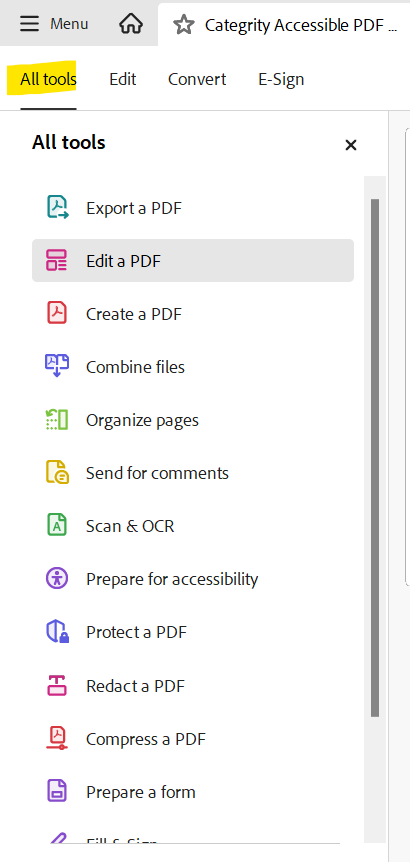 Menu
Categrity Accessible PDF ...
All tools
Edit
Convert
E-Sign
All tools
Export a PDF
Edit a PDF
Create a PDF
Combine files
Organize pages
Send for comments
Scan & OCR
Prepare for accessibility
Protect a PDF
Redact a PDF
Compress a PDF
Prepare a form
Fill & Sign